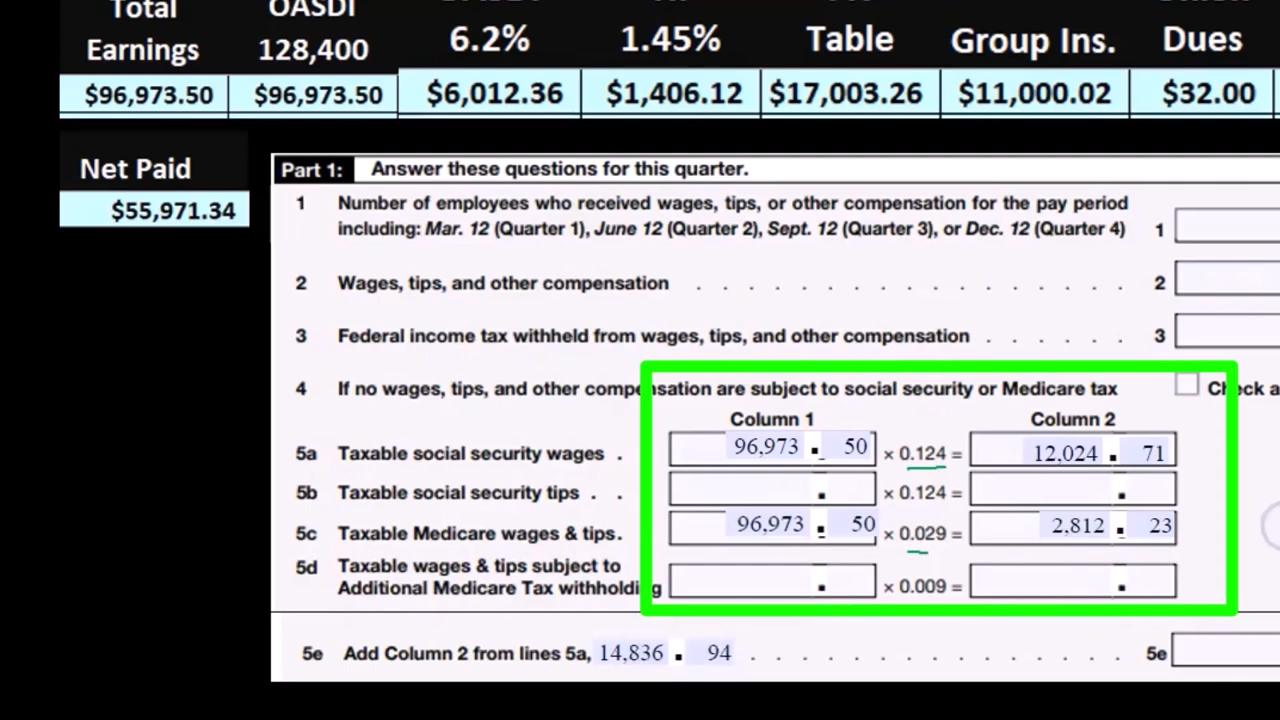 Total OASDI
Earnings 128,400 6.2% 1.45% Table Group Ins. Dues
$96,973.50 $96,973.50 $6,012.36 $1,406.12 $17,003.26 $11,000.02 $32.00
Net Paid
$55,971.34
Part 1: Answer these questions for this quarter.
1 Number of employees who received wages, tips, or other compensation for the pay period
including: Mar. 12 (Quarter 1), June 12 (Quarter 2), Sept. 12 (Quarter 3), or Dec. 12 (Quarter 4) 1
2 Wages, tips, and other compensation . . . . . . . . . . . . . . . . . 2
3 Federal income tax withheld from wages, tips, and other compensation . . . . . . 3
4 If no wages, tips, and other compensation are subject to social security or Medicare tax Check a
Column 1 Column 2
5a Taxable social security wages . 96,973 . 50 × 0.124 = 12,024 . 71
5b Taxable social security tips . . . × 0.124 = .
5c Taxable Medicare wages & tips. 96,973 . 50 × 0.029 = 2,812 . 23
5d Taxable wages & tips subject to
Additional Medicare Tax withholding . × 0.009 = .
5e Add Column 2 from lines 5a, 14,836 . 94 . . . . . . . . . . . . . . . 5e